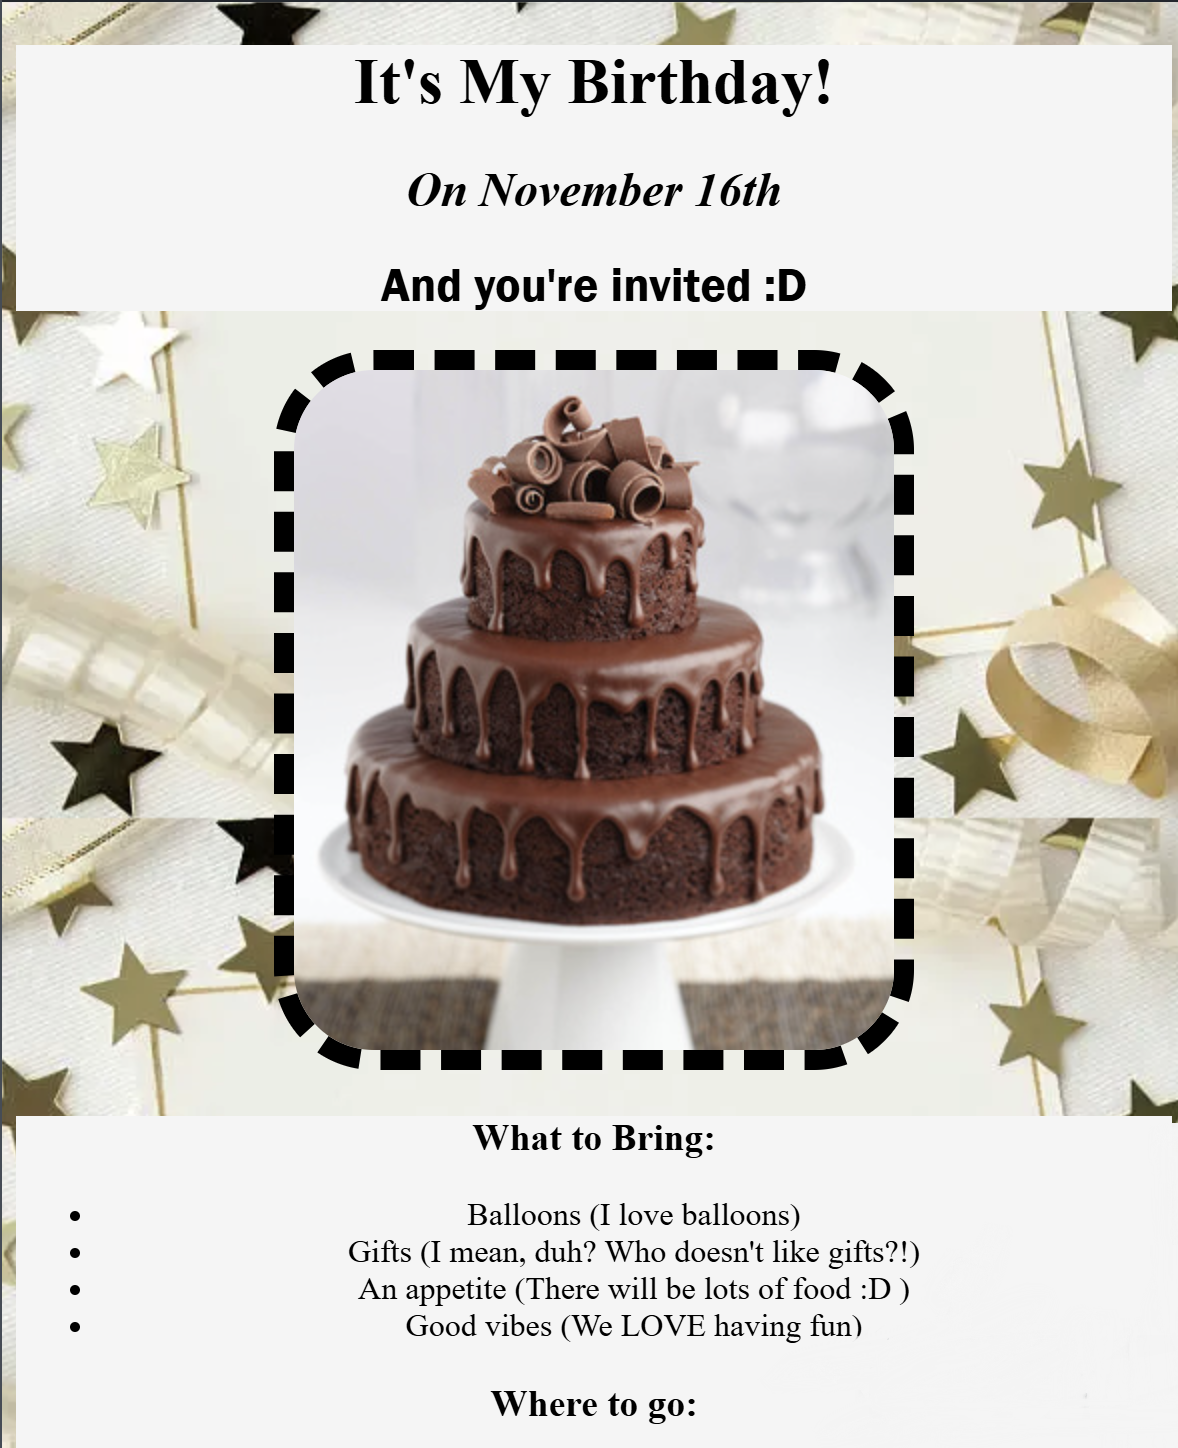 It's My Birthday!
On November 16th
And you're invited :D
What to Bring:
• Balloons (I love balloons)
• Gifts (I mean, duh? Who doesn't like gifts?!)
• An appetite (There will be lots of food :D )
• Good vibes (We LOVE having fun)
Where to go: